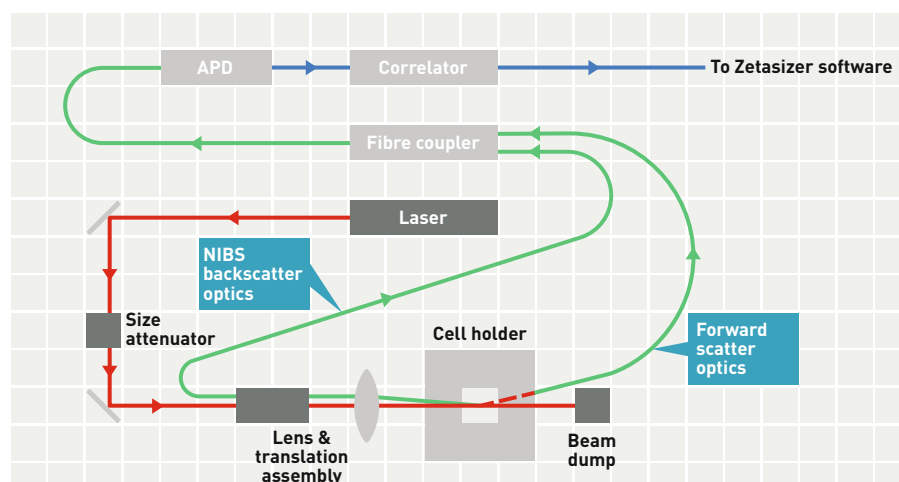 APD
Correlator
To Zetasizer software
Fibre coupler
Laser
NIBS
backscatter
optics
Size
attenuator
Cell holder
Forward
scatter
optics
Lens &
translation
assembly
Beam
dump